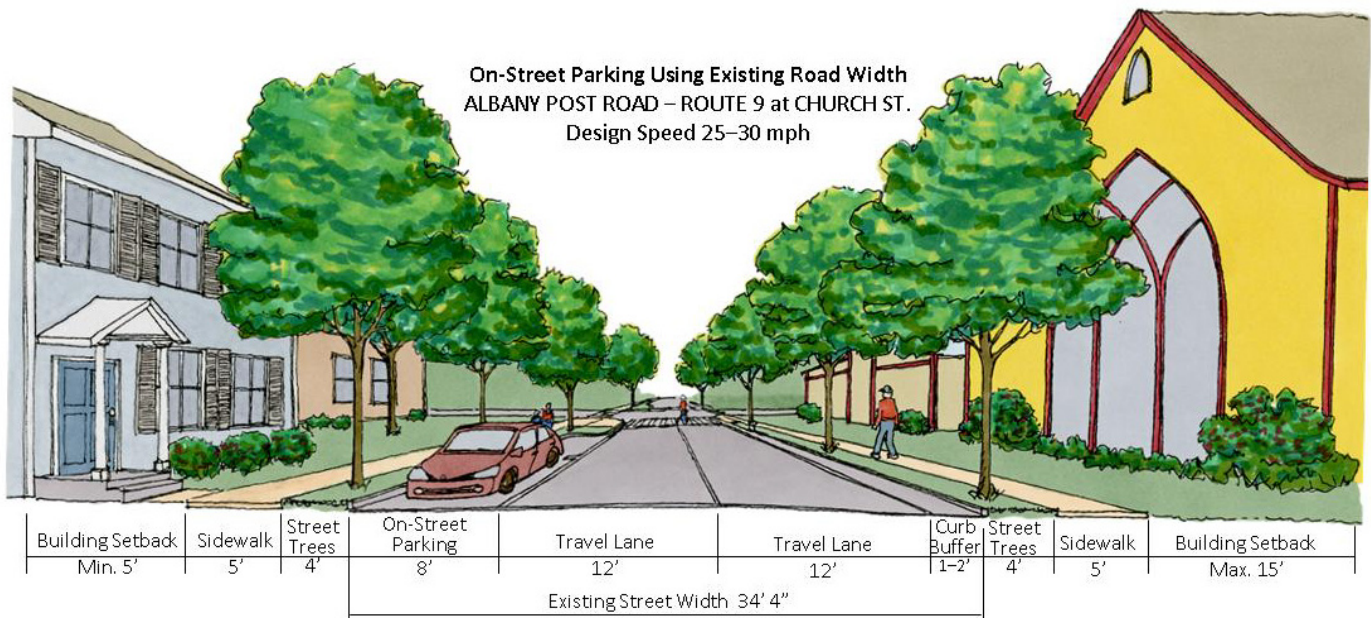 On-Street Parking Using Existing Road Width
ALBANY POST ROAD – ROUTE 9 at CHURCH ST.
Design Speed 25–30 mph
Building Setback
Min. 5'
Sidewalk
5'
Street
Trees
4'
On-Street
Parking
8'
Travel Lane
12'
Travel Lane
12'
Curb
Buffer
1–2'
Street
Trees
4'
Sidewalk
5'
Building Setback
Max. 15'
Existing Street Width 34' 4"